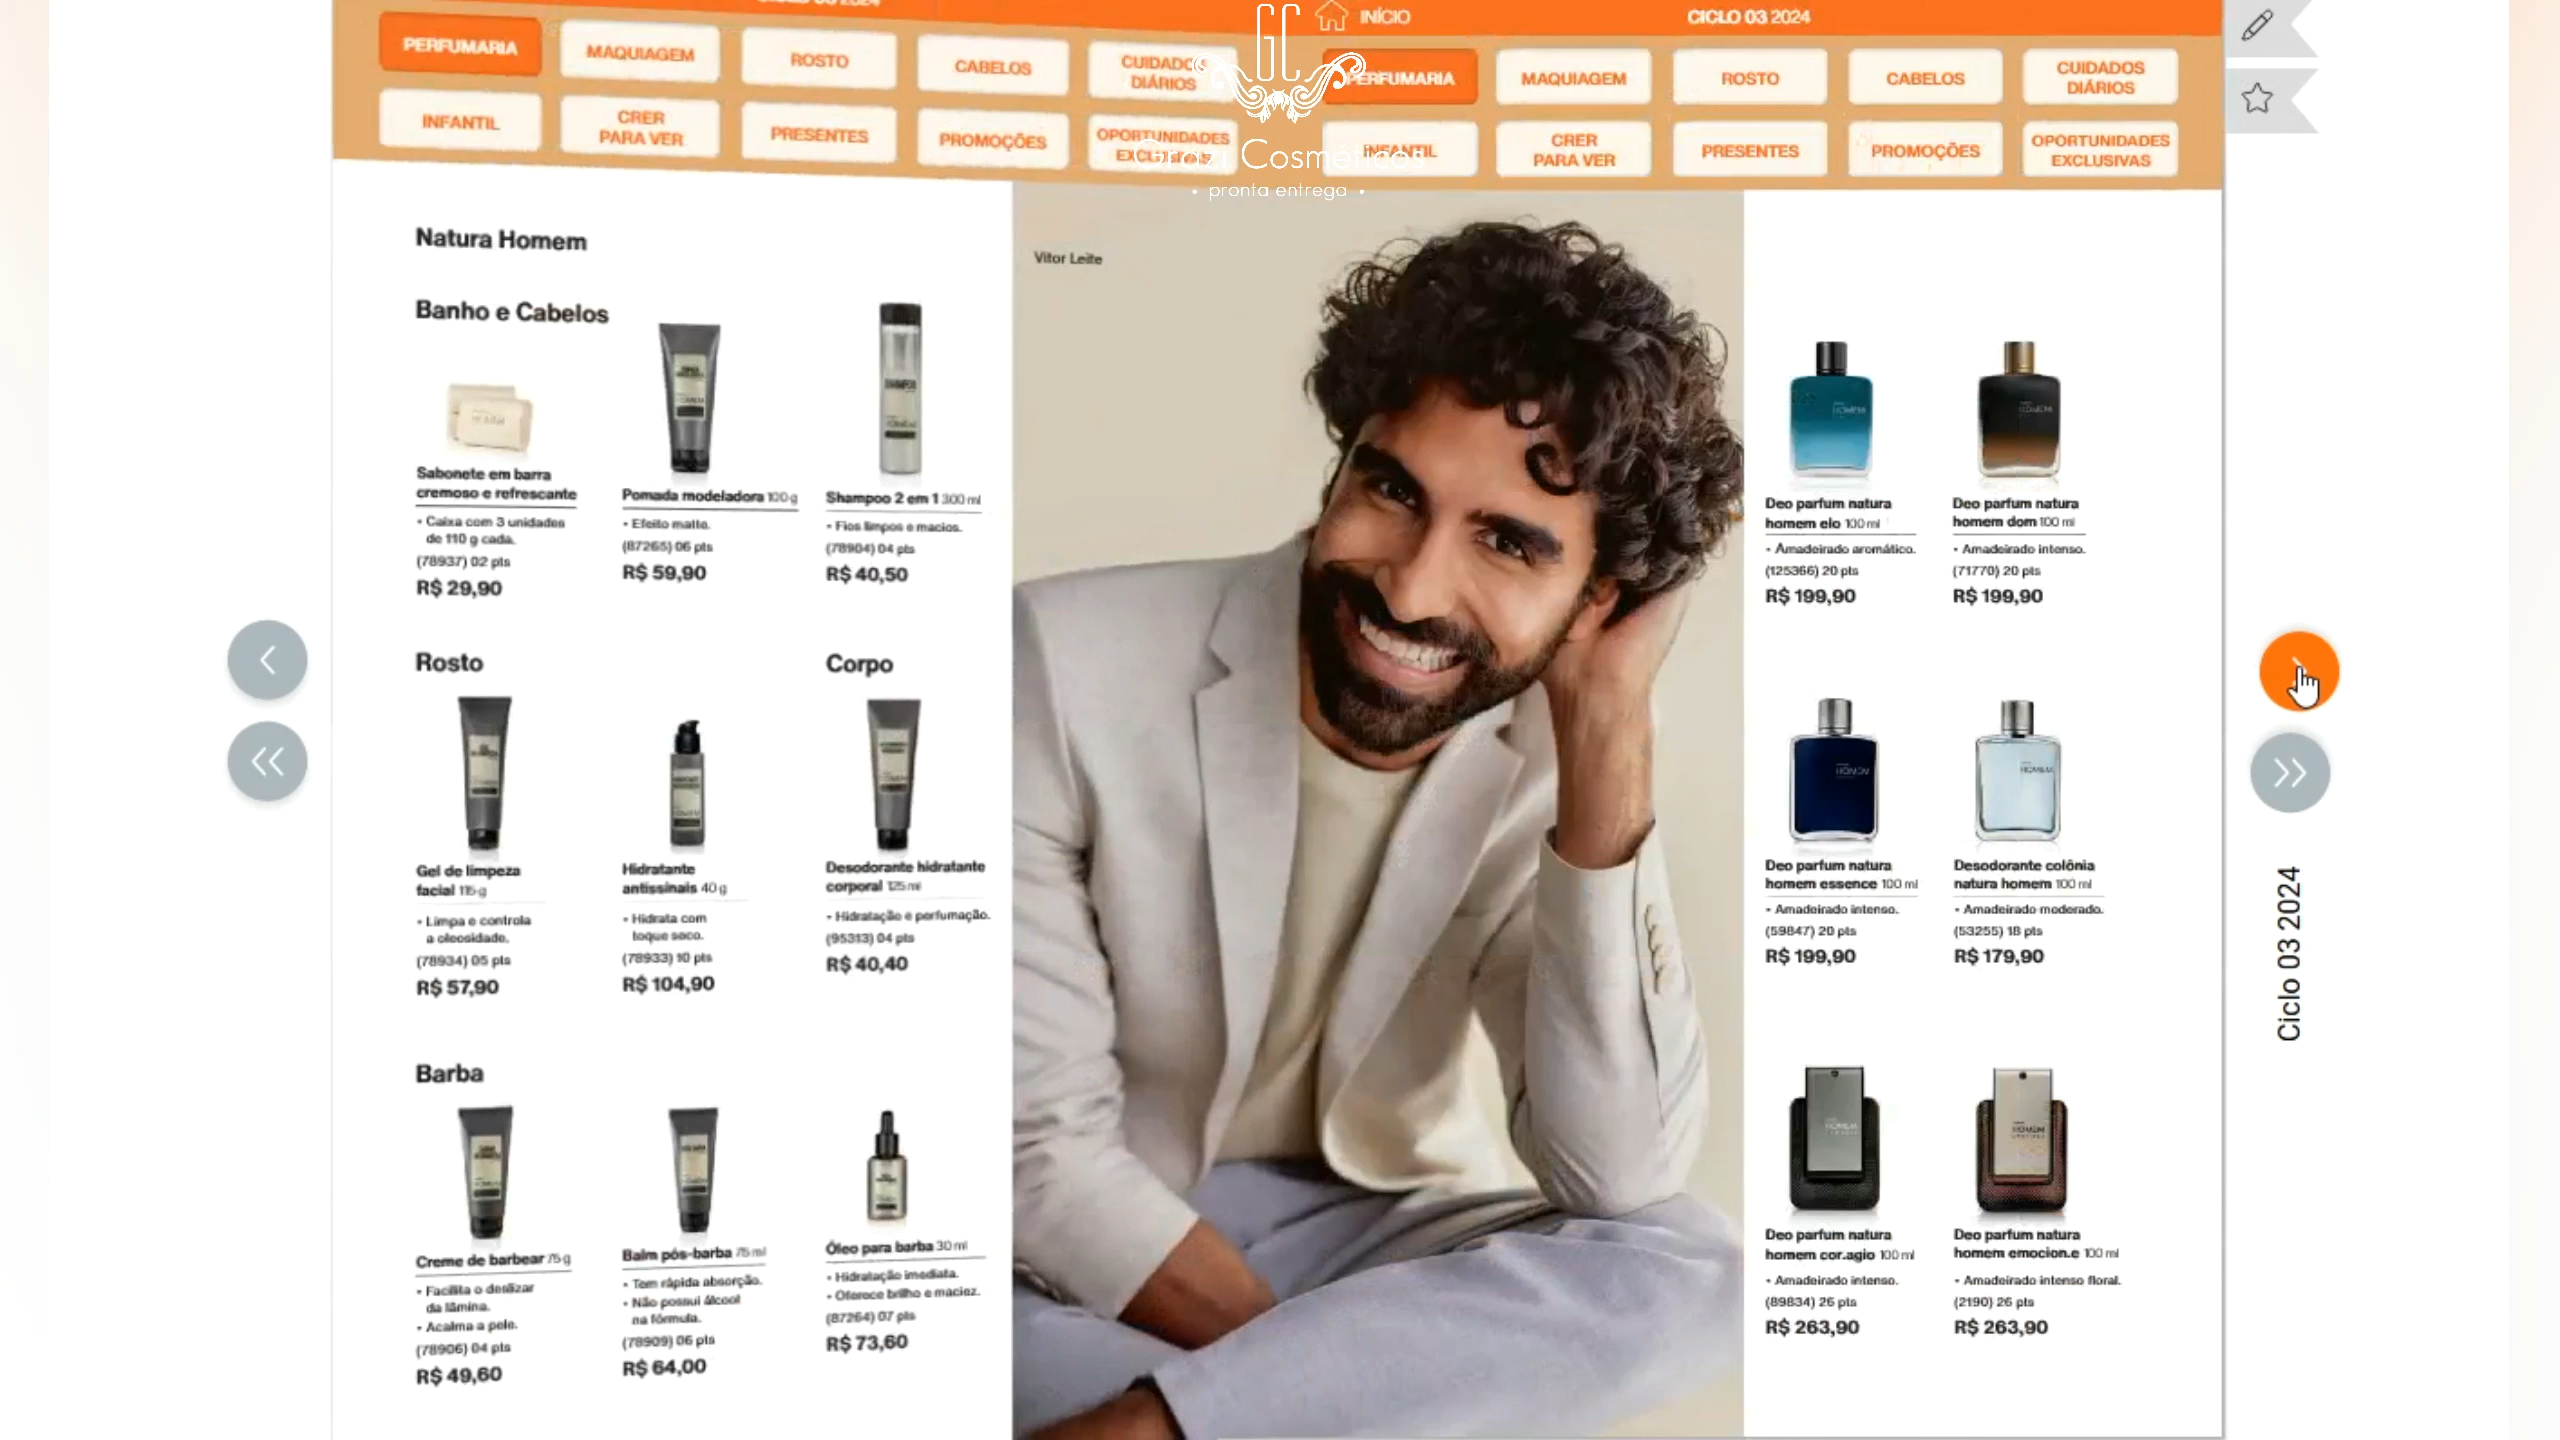 CICLO 03 2024
PERFUMARIA
MAQUIAGEM
ROSTO
CABELOS
CUIDADOS
DIÁRIOS
INFANTIL
CRER
PARA VER
PRESENTES
PROMOÇÕES
OPORTUNIDADES
INÍCIO
CICLO 03 2024
PERFUMARIA
MAQUIAGEM
ROSTO
CABELOS
CUIDADOS
DIÁRIOS
INFANTIL
CRER
PARA VER
PRESENTES
PROMOÇÕES
OPORTUNIDADES
EXCLUSIVAS
GC
Grazi Cosméticos
• pronta entrega •
Natura Homem
Banho e Cabelos
Sabonete em barra
cremoso e refrescante
• Caixa com 3 unidades
de 110 g cada.
(78937) 02 pts
R$ 29,90
Pomada modeladora 100 g
• Efeito matte.
(87265) 06 pts
R$ 59,90
SHAMPOO
Shampoo 2 em 1 300 ml
• Fios limpos e macios.
(78904) 04 pts
R$ 40,50
Rosto
Gel de limpeza
facial 115 g
• Limpa e controla
a oleosidade.
(78934) 05 pts
R$ 57,90
Hidratante
antissinais 40 g
• Hidrata com
toque seco.
(78933) 10 pts
R$ 104,90
Corpo
Desodorante hidratante
corporal 125 ml
• Hidratação e perfumação.
(95313) 04 pts
R$ 40,40
Barba
Creme de barbear 75 g
• Facilita o deslizar
da lâmina.
• Acalma a pele.
(78906) 04 pts
R$ 49,60
Balm pós-barba 75 ml
• Tem rápida absorção.
• Não possui álcool
na fórmula.
(78909) 06 pts
R$ 64,00
Óleo para barba 30 ml
• Hidratação imediata.
• Oferece brilho e maciez.
(87264) 07 pts
R$ 73,60
Vitor Leite
HOMEM
Deo parfum natura
homem elo 100 ml
• Amadeirado aromático.
(125366) 20 pts
R$ 199,90
HOMEM
Deo parfum natura
homem dom 100 ml
• Amadeirado intenso.
(71770) 20 pts
R$ 199,90
HOMEM
Deo parfum natura
homem essence 100 ml
• Amadeirado intenso.
(59847) 20 pts
R$ 199,90
HOMEM
Desodorante colônia
natura homem 100 ml
• Amadeirado moderado.
(53255) 18 pts
R$ 179,90
HOMEM
Deo parfum natura
homem cor.agio 100 ml
• Amadeirado intenso.
(89834) 26 pts
R$ 263,90
HOMEM
Deo parfum natura
homem emocion.e 100 ml
• Amadeirado intenso floral.
(2190) 26 pts
R$ 263,90
Ciclo 03 2024